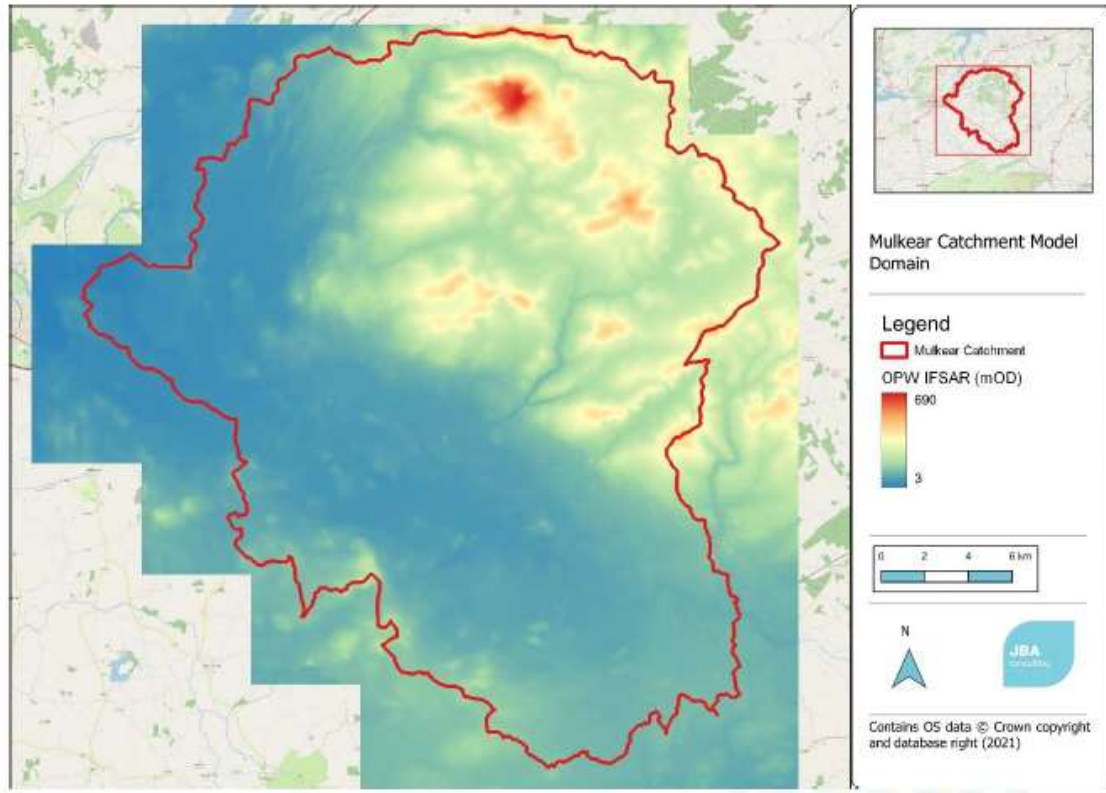 Mulkear Catchment Model
Domain
Legend
Mulkear Catchment
OPW IFSAR (mOD)
690
3
0 2 4 6 km
N
JBA
consulting
Contains OS data © Crown copyright
and database right (2021)